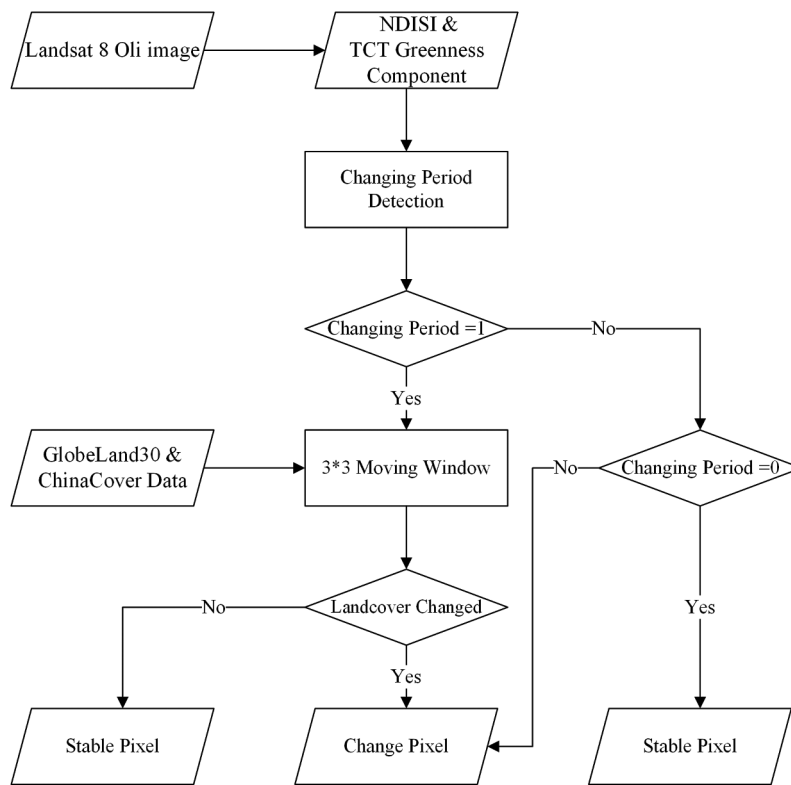 Landsat 8 Oli image
NDISI &
TCT Greenness
Component
Changing Period
Detection
Changing Period =1
No
Yes
GlobeLand30 &
ChinaCover Data
3*3 Moving Window
No
Changing Period =0
No
Landcover Changed
Yes
Yes
Stable Pixel
Change Pixel
Stable Pixel